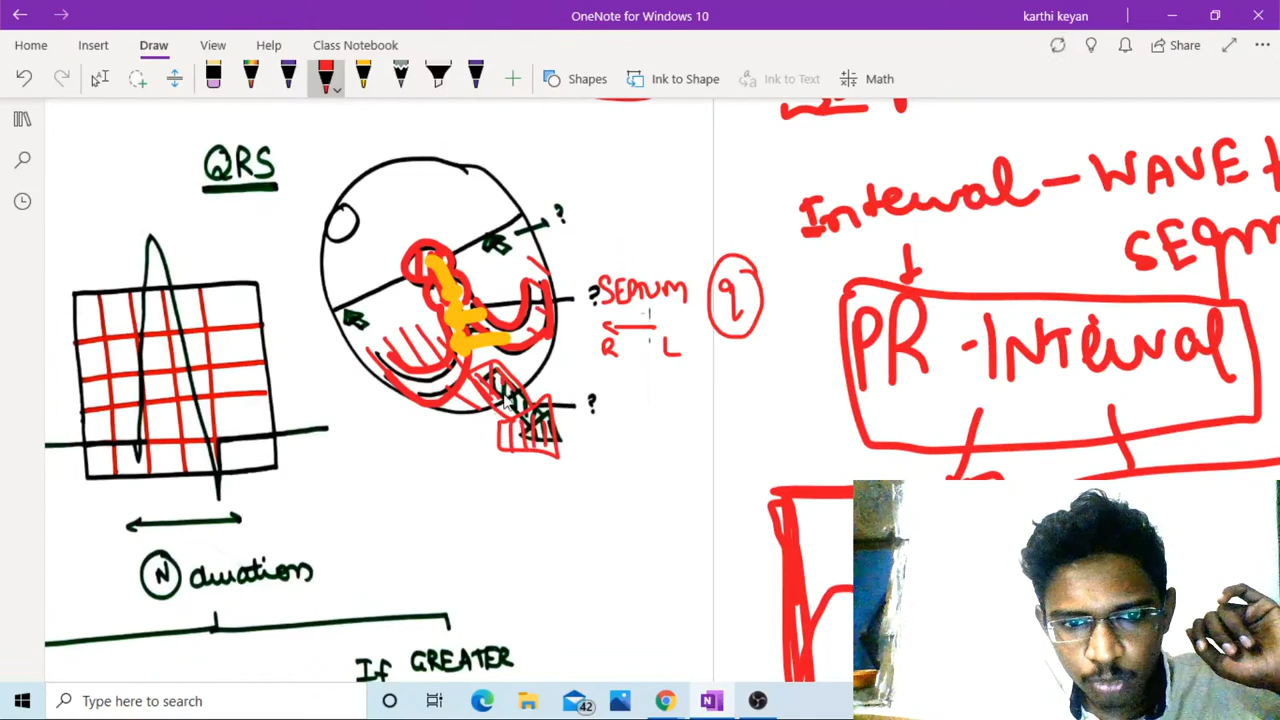 OneNote for Windows 10
karthi keyan
Home Insert Draw View Help Class Notebook
Share
Shapes
Ink to Shape
Ink to Text
Math
QRS
?
?
SEPTUM
q
R L
?
N duration
If GREATER
Interval - WAVE +
SEgm
PR - INterval
Type here to search
42